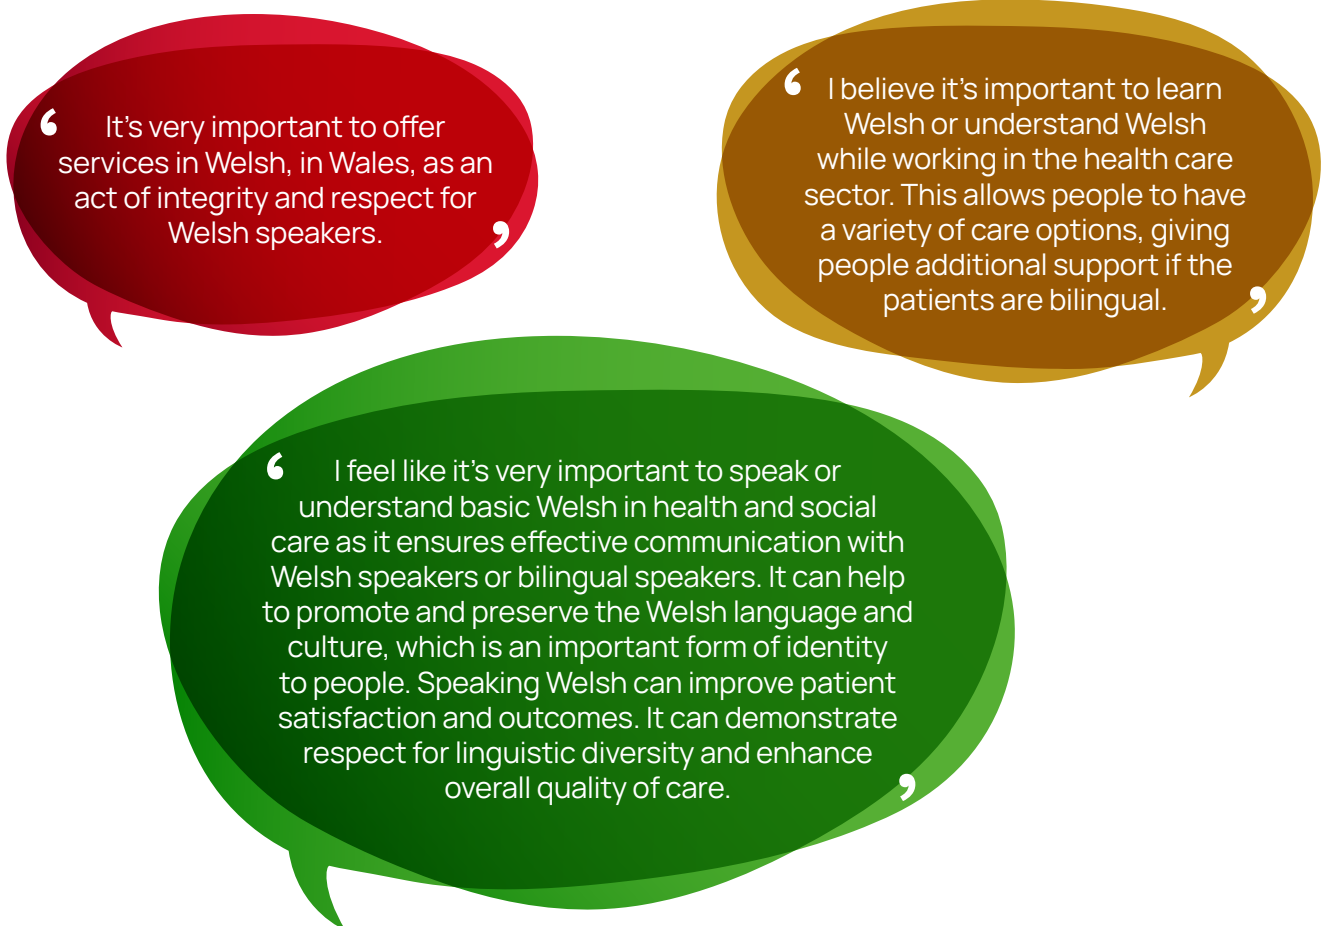 ‘ It’s very important to offer
services in Welsh, in Wales, as an
act of integrity and respect for
Welsh speakers. ’
‘ I believe it’s important to learn
Welsh or understand Welsh
while working in the health care
sector. This allows people to have
a variety of care options, giving
people additional support if the
patients are bilingual. ’
‘ I feel like it’s very important to speak or
understand basic Welsh in health and social
care as it ensures effective communication with
Welsh speakers or bilingual speakers. It can help
to promote and preserve the Welsh language and
culture, which is an important form of identity
to people. Speaking Welsh can improve patient
satisfaction and outcomes. It can demonstrate
respect for linguistic diversity and enhance
overall quality of care. ’